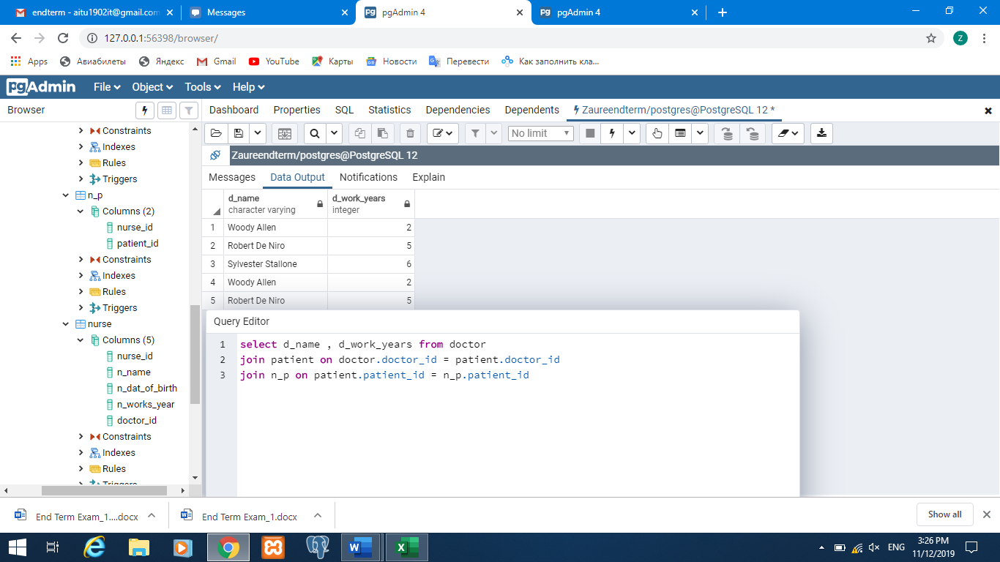 endterm - aitu1902it@gmail.com
Messages
pgAdmin 4
pgAdmin 4
127.0.0.1:56398/browser/
Z
Apps
Авиабилеты
Яндекс
Gmail
YouTube
Карты
Новости
Перевести
Как заполнить кла...
pgAdmin
File
Object
Tools
Help
Browser
Dashboard
Properties
SQL
Statistics
Dependencies
Dependents
Zaureendterm/postgres@PostgreSQL 12 *
No limit
Zaureendterm/postgres@PostgreSQL 12
Constraints
Indexes
Rules
Triggers
n_p
Columns (2)
nurse_id
patient_id
Constraints
Indexes
Rules
Triggers
nurse
Columns (5)
nurse_id
n_name
n_dat_of_birth
n_works_year
doctor_id
Constraints
Indexes
Rules
Triggers
Messages
Data Output
Notifications
Explain
d_name d_work_years
character varying integer
1 Woody Allen 2
2 Robert De Niro 5
3 Sylvester Stallone 6
4 Woody Allen 2
5 Robert De Niro 5
Query Editor
1 select d_name , d_work_years from doctor
2 join patient on doctor.doctor_id = patient.doctor_id
3 join n_p on patient.patient_id = n_p.patient_id
End Term Exam_1....docx
End Term Exam_1.docx
Show all
ENG
3:26 PM
11/12/2019